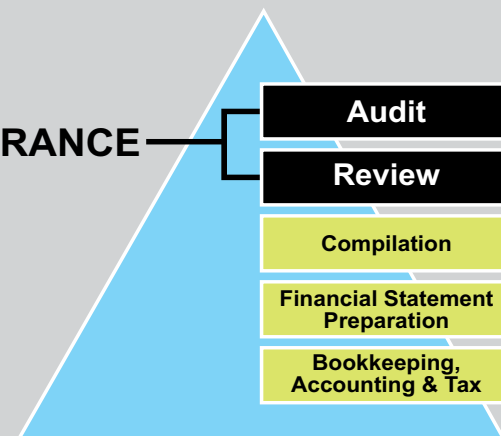 Audit
RANCE
Review
Compilation
Financial Statement
Preparation
Bookkeeping,
Accounting & Tax